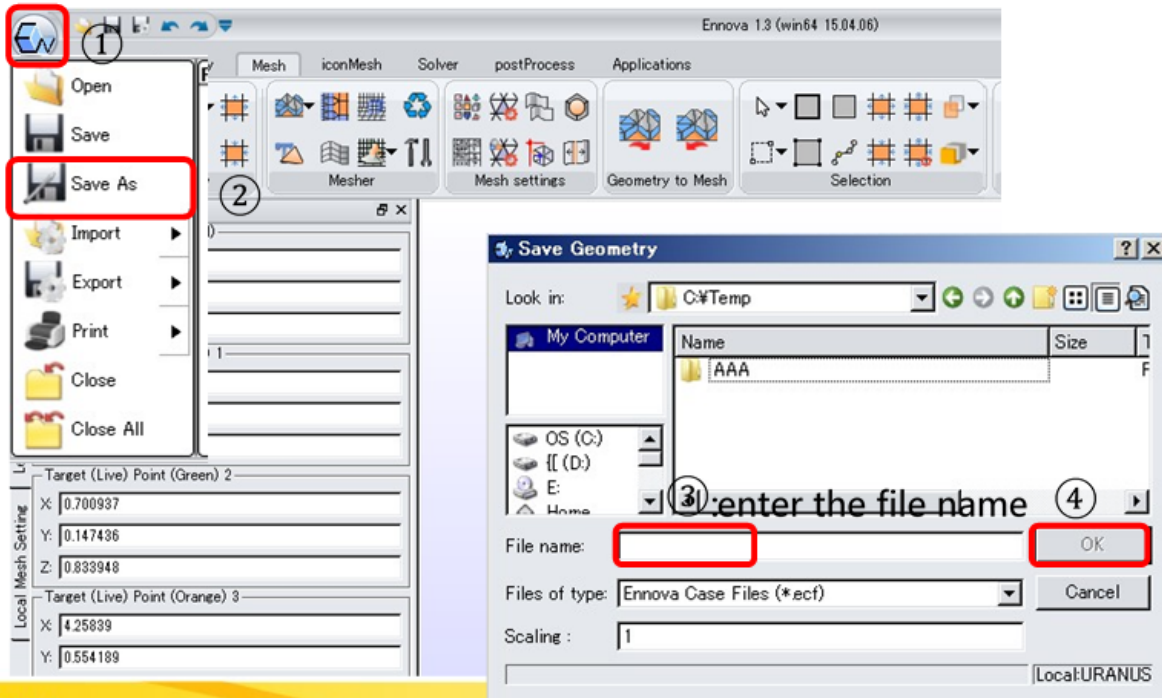 Ennova 1.3 (win64 15.04.06)
①
Open
Save
Save As
②
Import
Export
Print
Close
Close All
Mesh iconMesh Solver postProcess Applications
Mesher Mesh settings Geometry to Mesh Selection
1
Target (Live) Point (Green) 2
X: 0.700937
Y: 0.147436
Z: 0.833948
Target (Live) Point (Orange) 3
X: 4.25839
Y: 0.554189
Local Mesh Setting
Save Geometry
Look in: C:¥Temp
My Computer
OS (C:)
{[ (D:)
E:
Home
Name Size T
AAA F
③:enter the file name ④
File name: OK
Files of type: Ennova Case Files (*.ecf) Cancel
Scaling : 1
Local:URANUS